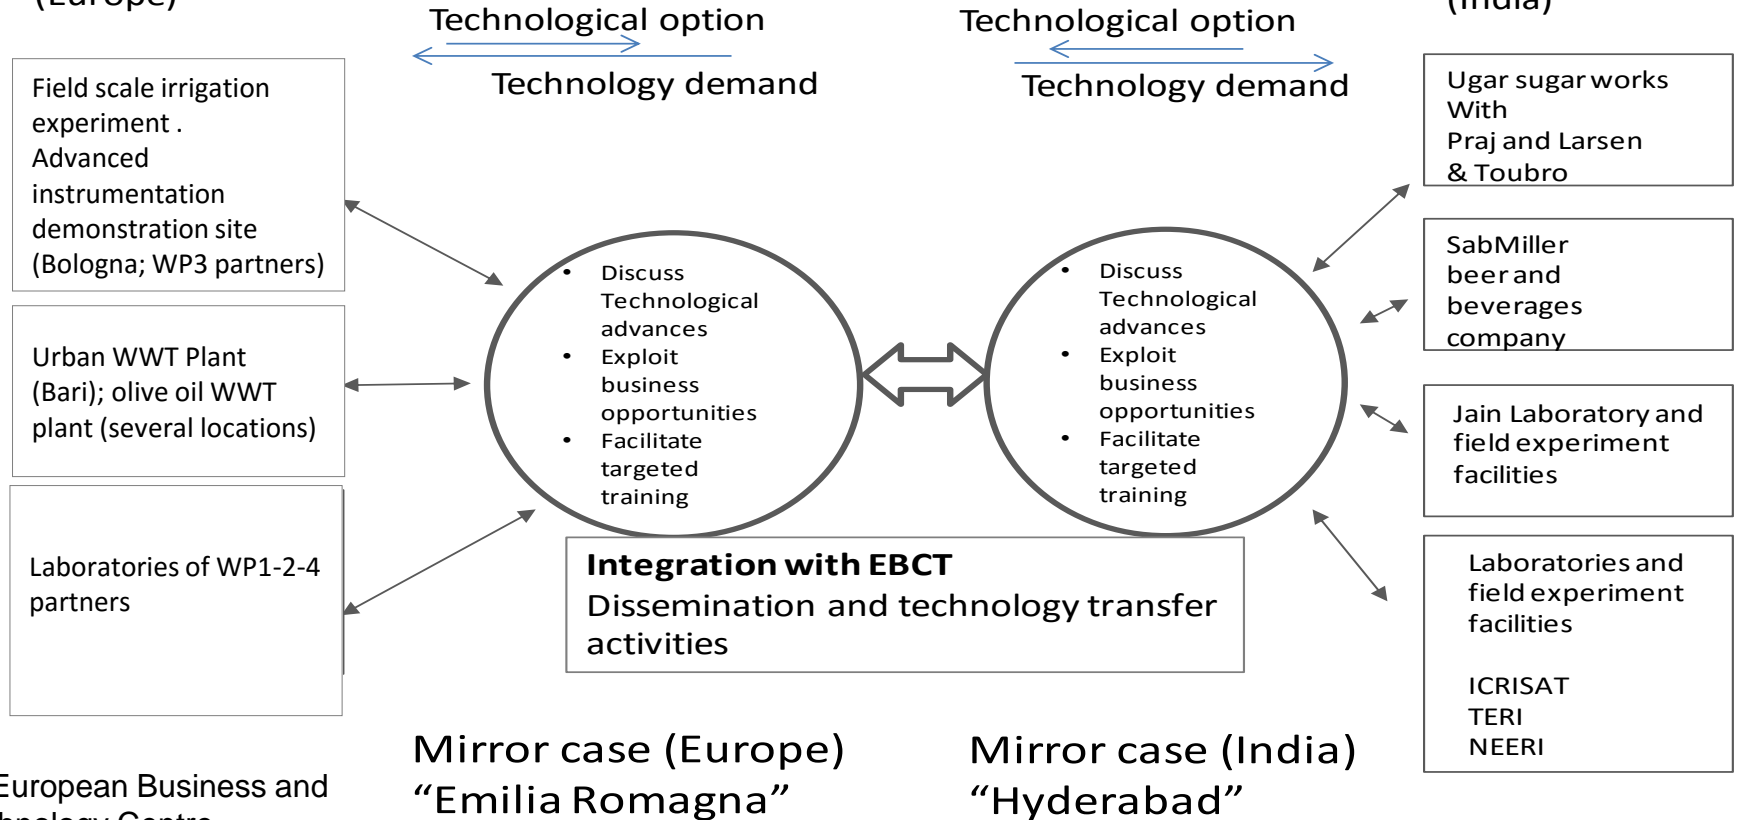 (Europe)
Technological option
Technology demand
Technological option
Technology demand
(India)
Field scale irrigation
experiment .
Advanced
instrumentation
demonstration site
(Bologna; WP3 partners)
Urban WWT Plant
(Bari); olive oil WWT
plant (several locations)
Laboratories of WP1-2-4
partners
• Discuss
Technological
advances
• Exploit
business
opportunities
• Facilitate
targeted
training
• Discuss
Technological
advances
• Exploit
business
opportunities
• Facilitate
targeted
training
Ugar sugar works
With
Praj and Larsen
& Toubro
SabMiller
beer and
beverages
company
Jain Laboratory and
field experiment
facilities
Laboratories and
field experiment
facilities
ICRISAT
TERI
NEERI
Integration with EBCT
Dissemination and technology transfer
activities
Mirror case (Europe)
“Emilia Romagna”
Mirror case (India)
“Hyderabad”
European Business and
hnology Centre